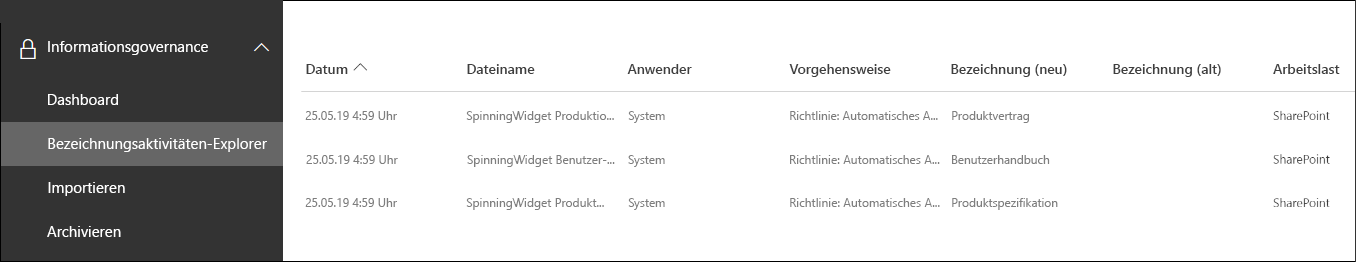 Informationsgovernance
Dashboard
Bezeichnungsaktivitäten-Explorer
Importieren
Archivieren
Datum Dateiname Anwender Vorgehensweise Bezeichnung (neu) Bezeichnung (alt) Arbeitslast
25.05.19 4:59 Uhr SpinningWidget Produktio... System Richtlinie: Automatisches A... Produktvertrag SharePoint
25.05.19 4:59 Uhr SpinningWidget Benutzer-... System Richtlinie: Automatisches A... Benutzerhandbuch SharePoint
25.05.19 4:59 Uhr SpinningWidget Produkt... System Richtlinie: Automatisches A... Produktspezifikation SharePoint